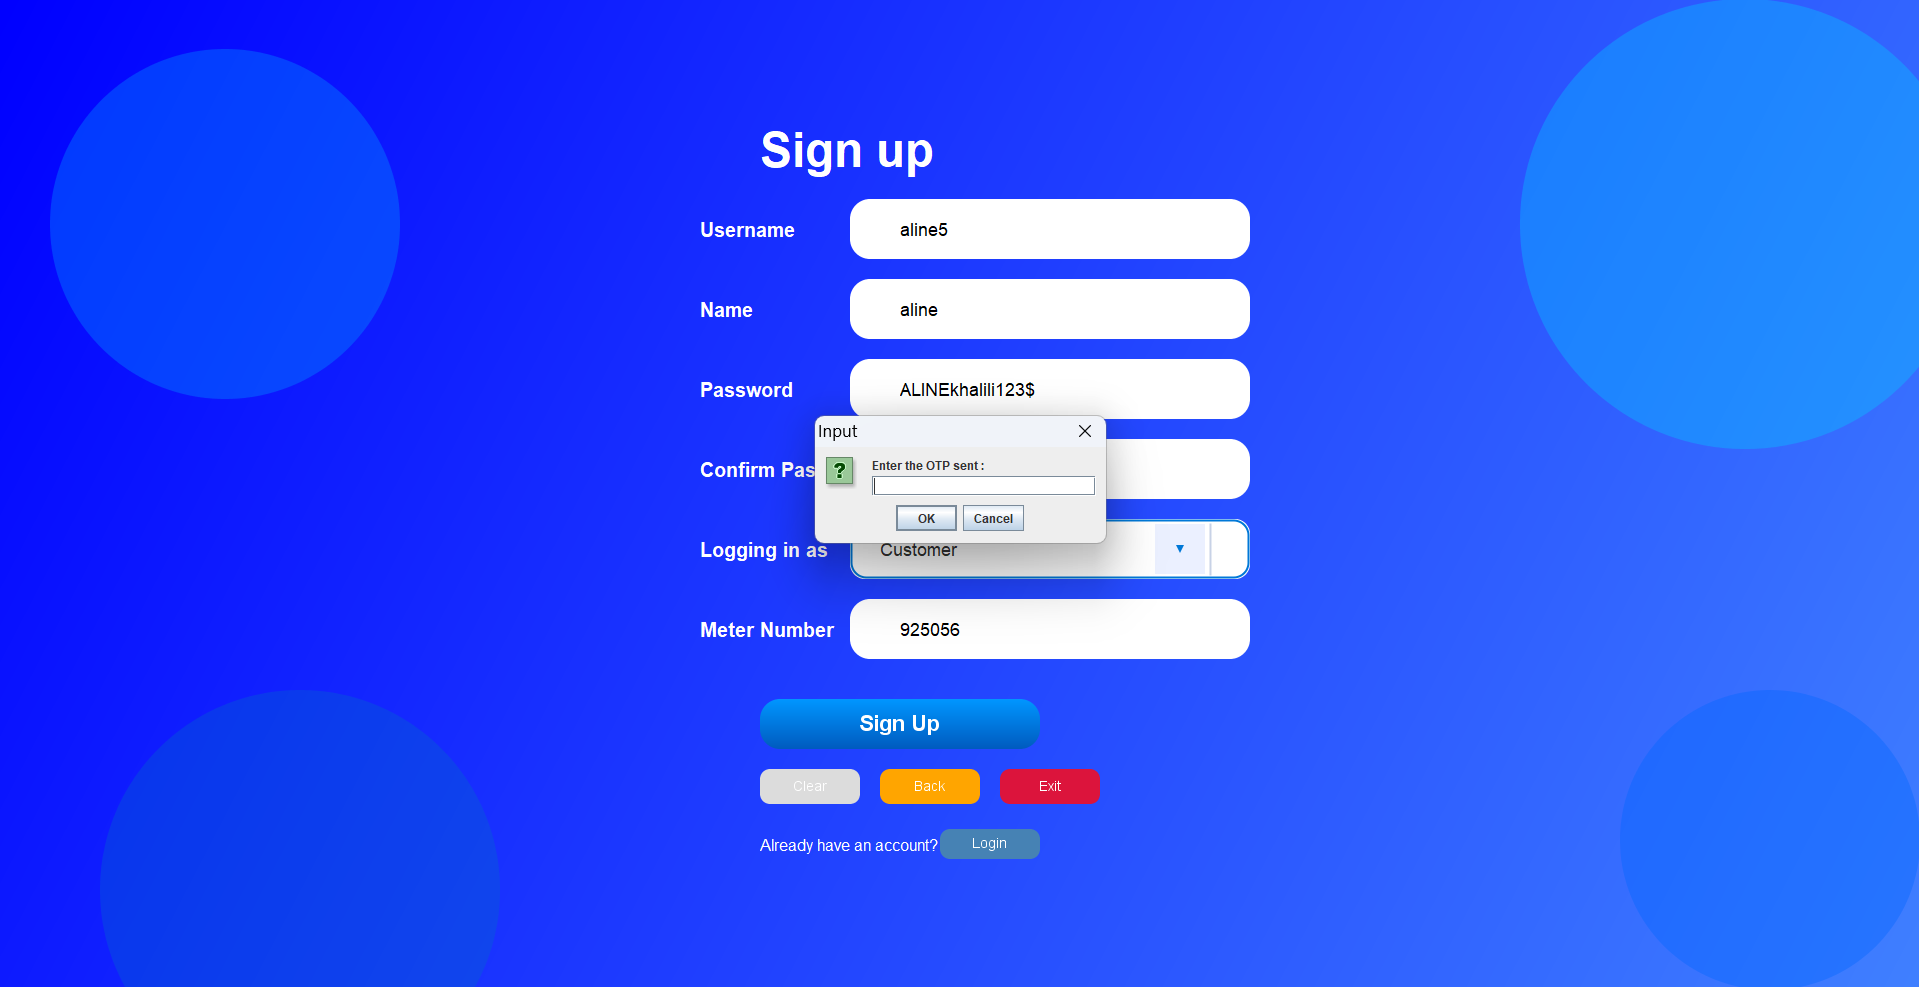 Sign up
Username
aline5
Name
aline
Password
ALINEkhalili123$
Input
Enter the OTP sent :
?
OK
Cancel
Confirm Pas
Logging in as
Customer
Meter Number
925056
Sign Up
Clear
Back
Exit
Already have an account?
Login